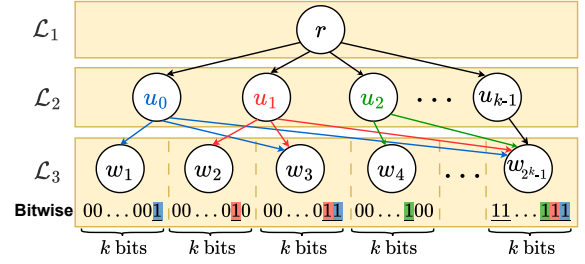 ℒ₁ r
ℒ₂ u₀ u₁ u₂ ... uₖ₋₁
ℒ₃ w₁ w₂ w₃ w₄ ... w₂ᵏ₋₁
Bitwise 00...001 00...010 00...011 00...100 11...111
k bits k bits k bits k bits k bits